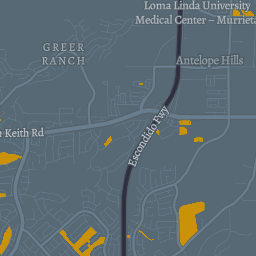 Loma Linda University
Medical Center – Murrieta
GREER
RANCH
Antelope Hills
Keith Rd
Escondido Fwy